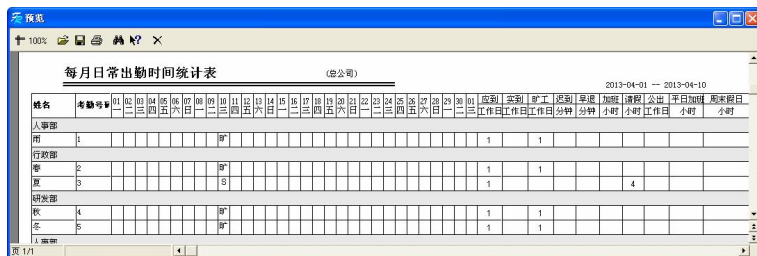 预览
100%
每月日常出勤时间统计表 (总公司)
2013-04-01 -- 2013-04-10
姓名 考勤号 01 02 03 04 05 06 07 08 09 10 11 12 13 14 15 16 17 18 19 20 21 22 23 24 25 26 27 28 29 30 01 应到 实到 旷工 迟到 早退 加班 请假 公出 平日加班 周末假日
一 二 三 四 五 六 日 一 二 三 四 五 六 日 一 二 三 四 五 六 日 一 二 三 四 五 六 日 一 二 三 工作日 工作日 工作日 分钟 分钟 小时 小时 工作日 小时 小时
人事部
雨 1 旷 1 1
行政部
春 2 旷 1 1
夏 3 S 1 4
研发部
秋 4 旷 1 1
冬 5 旷 1 1
人事部
页 1/1